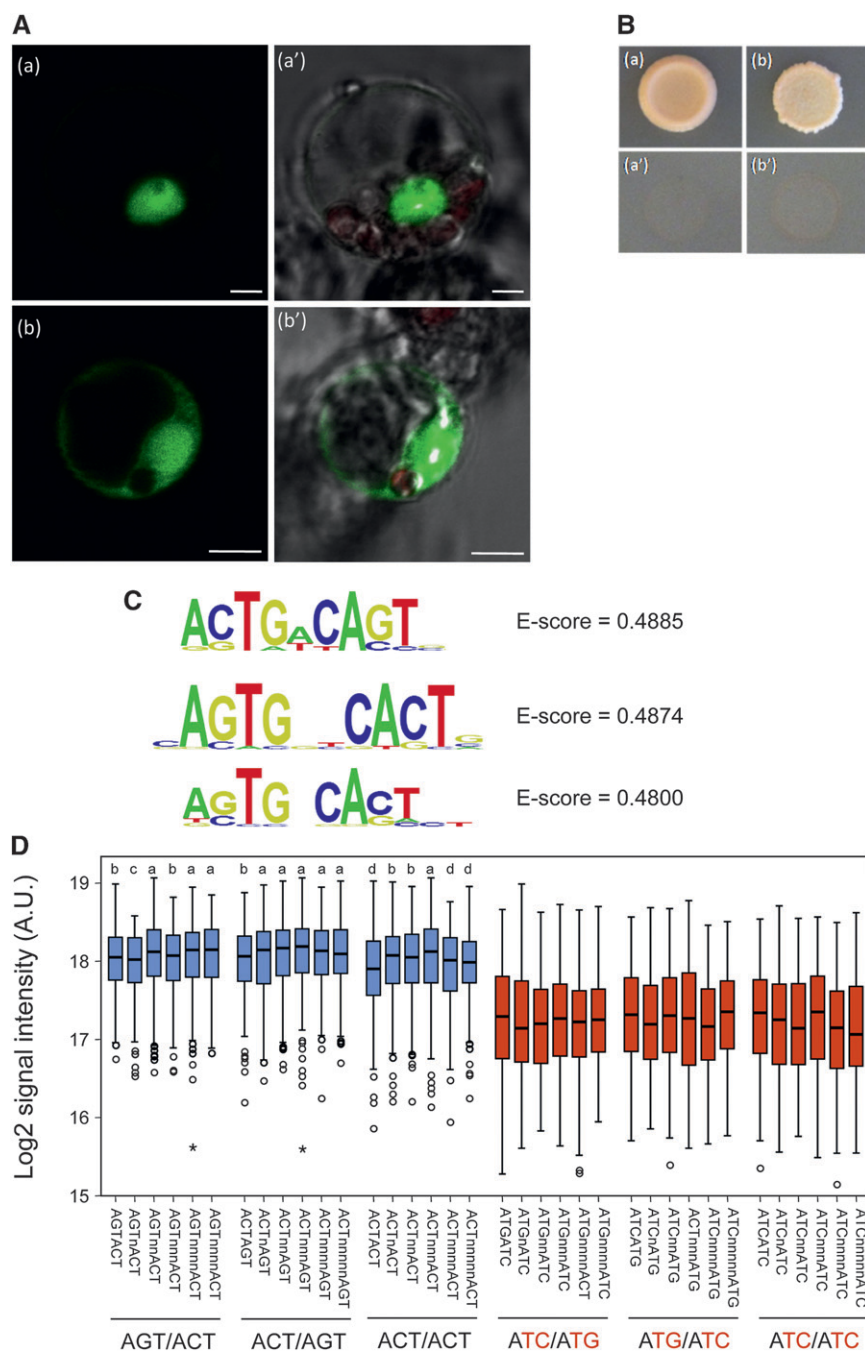 A
(a)
(a')
(b)
(b')
B
(a)
(b)
(a')
(b')
C
ACTGACAGT
E-score = 0.4885
AGTG CACT
E-score = 0.4874
AGTG CACT
E-score = 0.4800
D
Log2 signal intensity (A.U.)
19
18
17
16
15
b c a b a a
b a a a a a
d b b a d d
*
*
AGTACT
AGTnACT
AGTnnACT
AGTnnnACT
AGTnnnnACT
AGTnnnnnACT
ACTAGT
ACTnAGT
ACTnnAGT
ACTnnnAGT
ACTnnnnAGT
ACTnnnnnAGT
ACTACT
ACTnACT
ACTnnACT
ACTnnnACT
ACTnnnnACT
ACTnnnnnACT
ATGATC
ATGnATC
ATGnnATC
ATGnnnATC
ATGnnnnACT
ATGnnnnATC
ATCATG
ATCnATG
ATCnnATG
ACTnnnATG
ATCnnnnATG
ATCnnnnnATG
ATCATC
ATCnATC
ATCnnATC
ATCnnnATC
ATCnnnnATC
ATCnnnnnATC
AGT/ACT
ACT/AGT
ACT/ACT
ATC/ATG
ATG/ATC
ATC/ATC